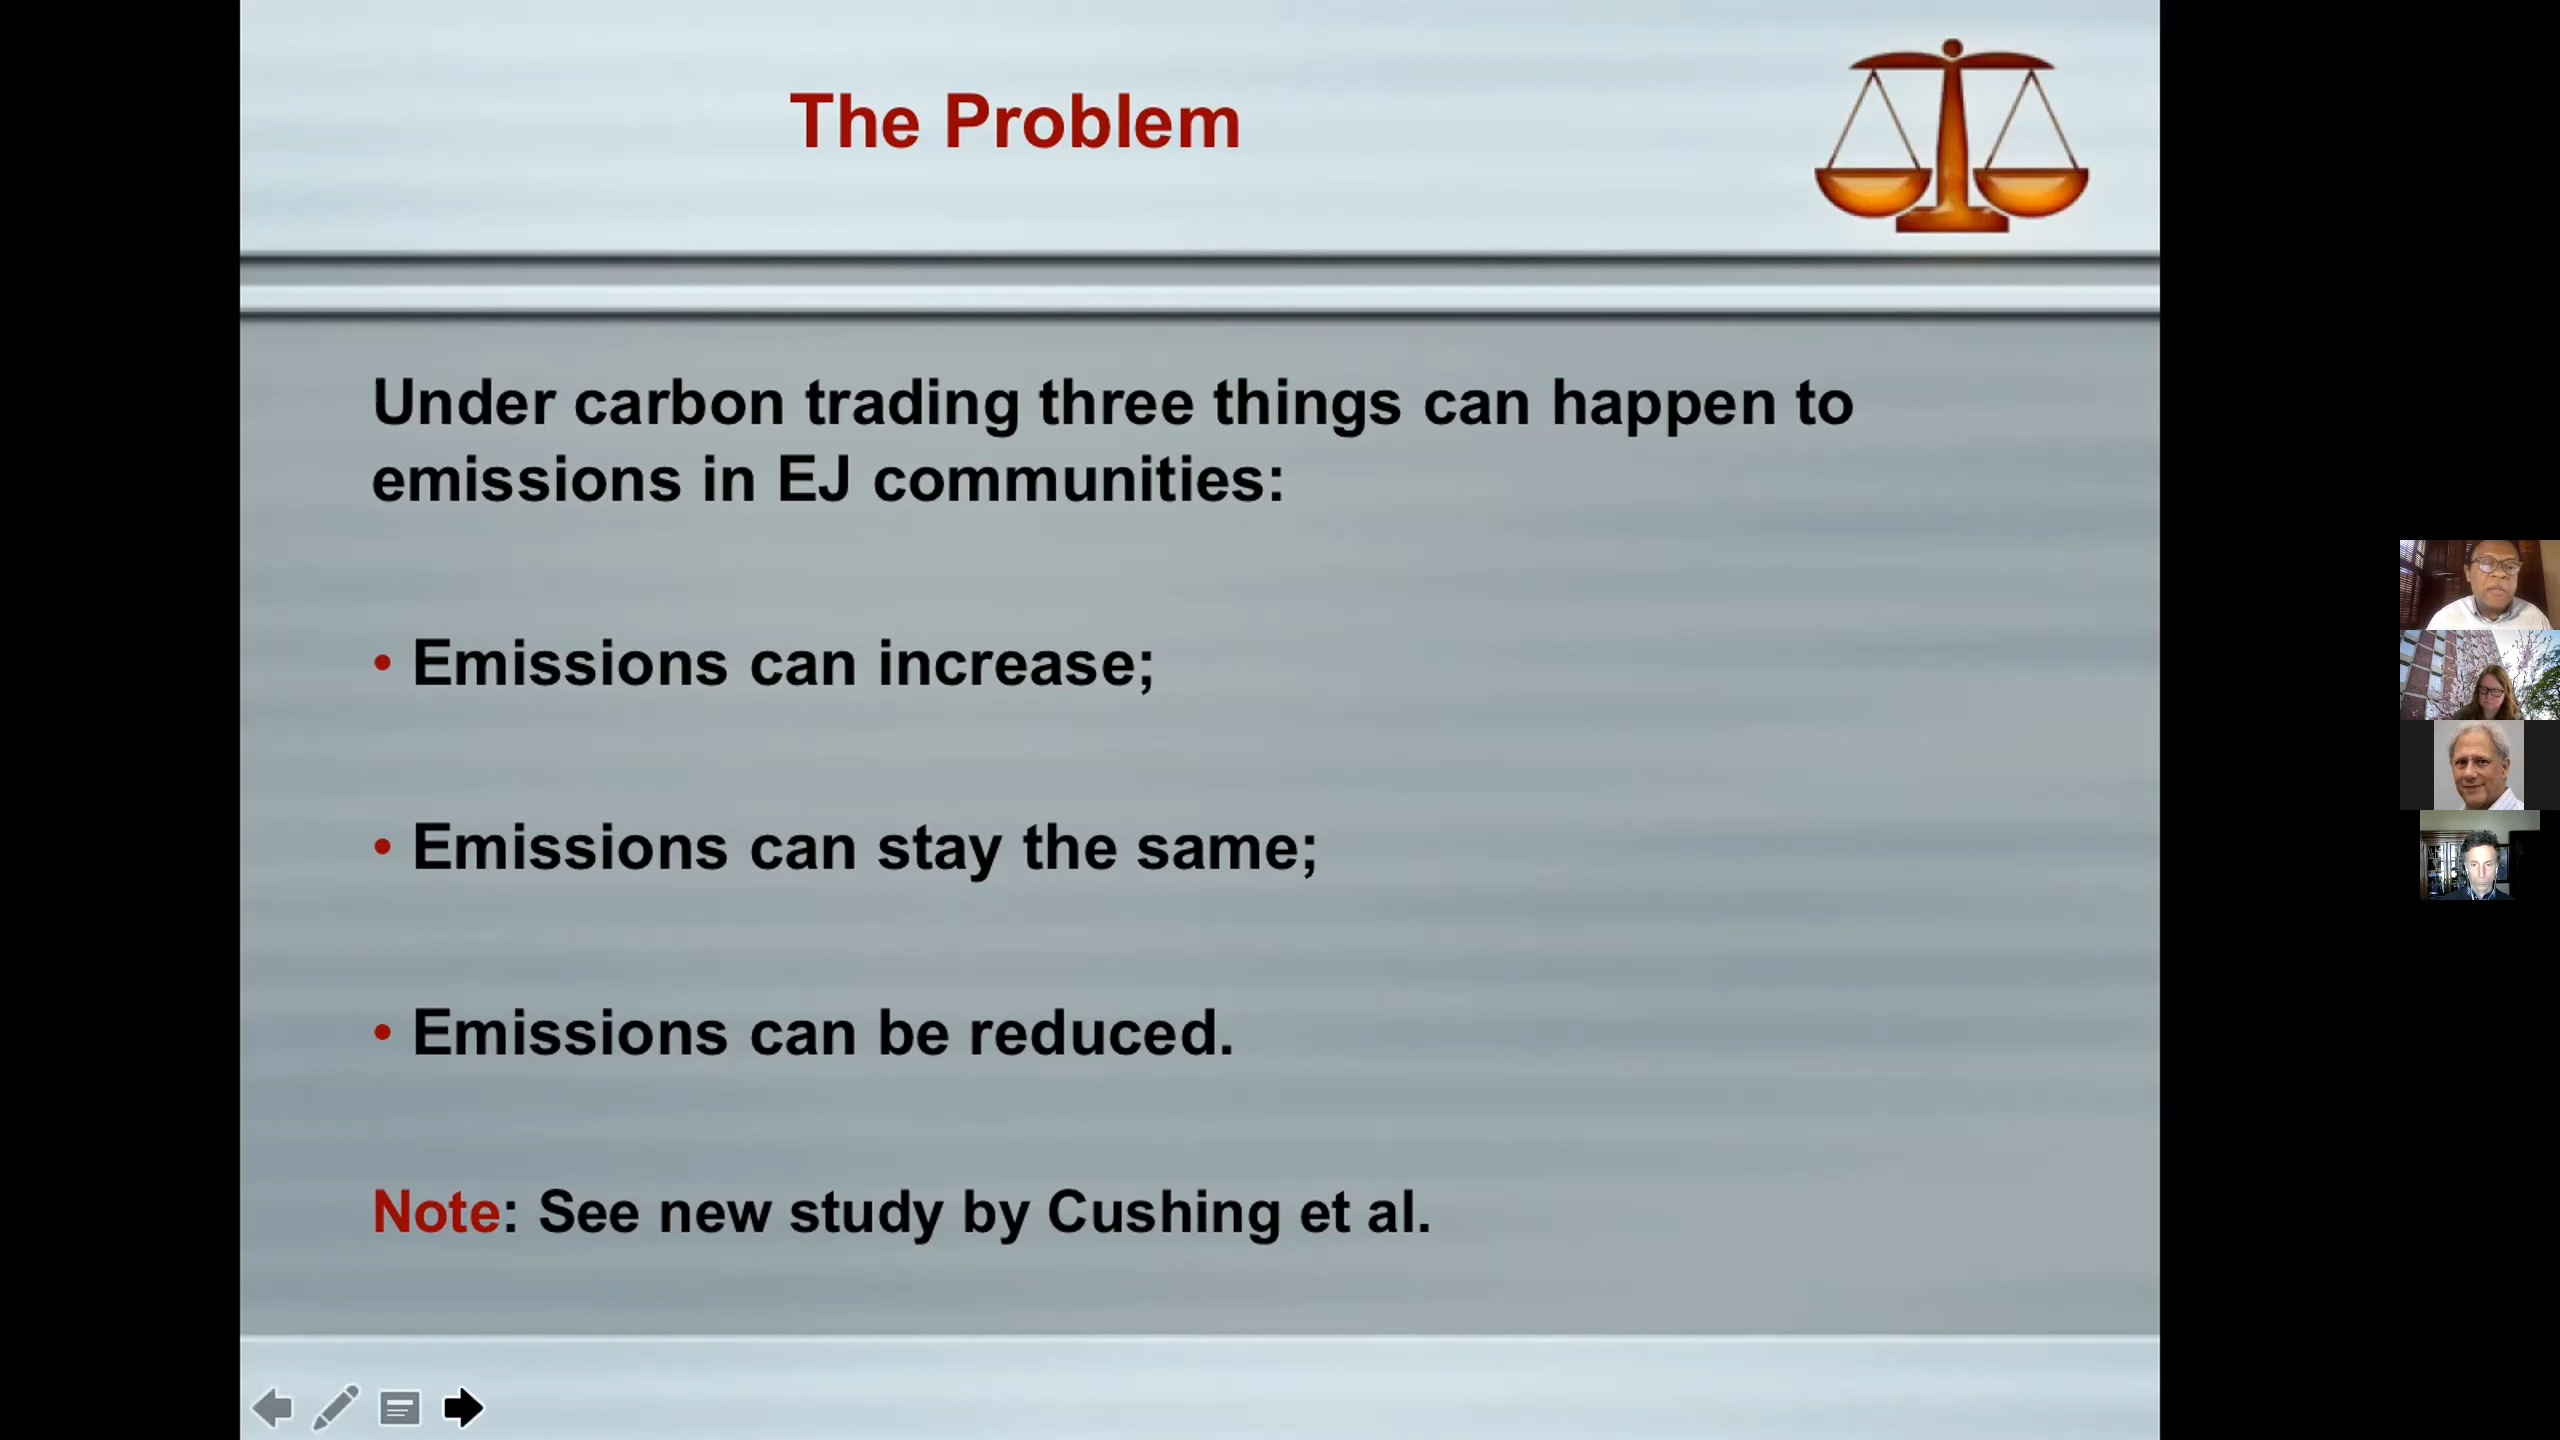 The Problem
Under carbon trading three things can happen to
emissions in EJ communities:
• Emissions can increase;
• Emissions can stay the same;
• Emissions can be reduced.
Note: See new study by Cushing et al.